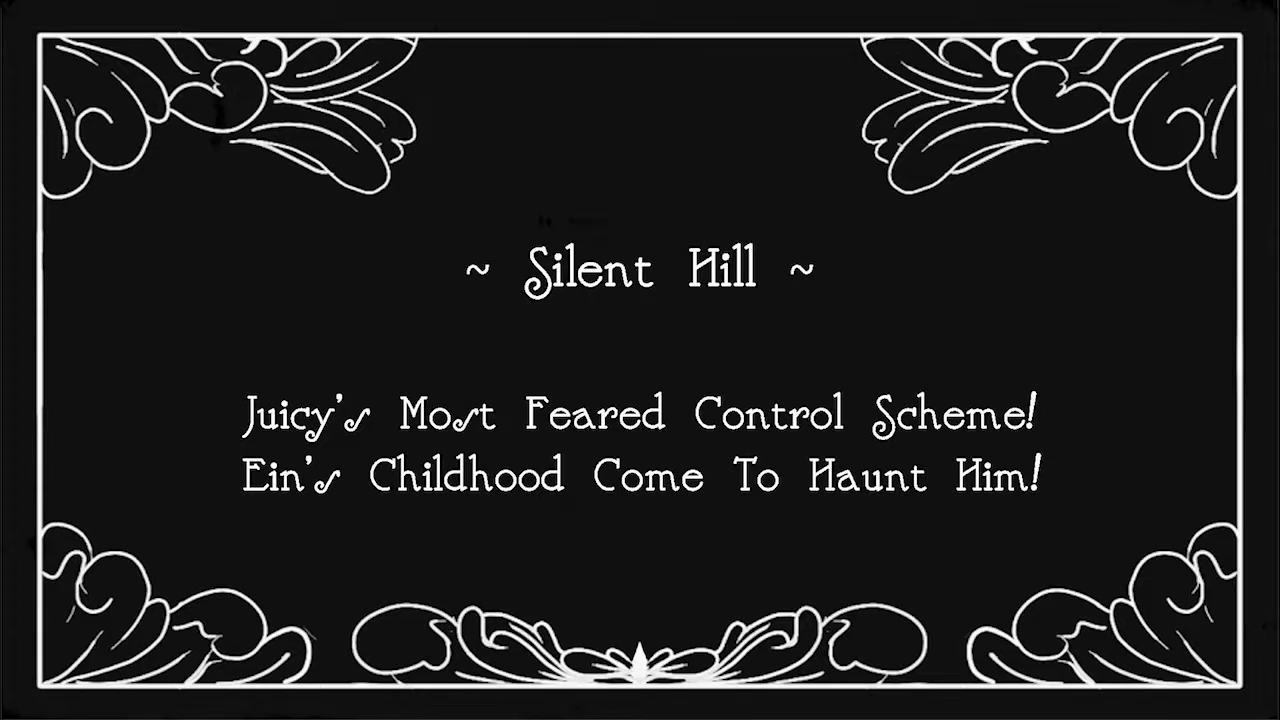 ~ Silent Hill ~
Juicy's Most Feared Control Scheme!
Ein's Childhood Come To Haunt Him!